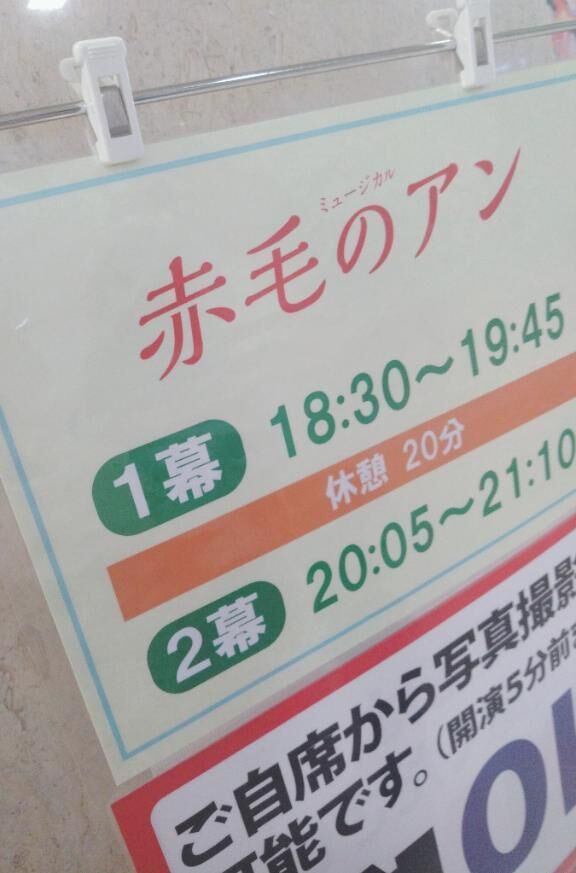 ミュージカル
赤毛のアン
1幕 18:30～19:45
休憩 20分
2幕 20:05～21:10
ご自席から写真撮影
可能です。(開演5分前